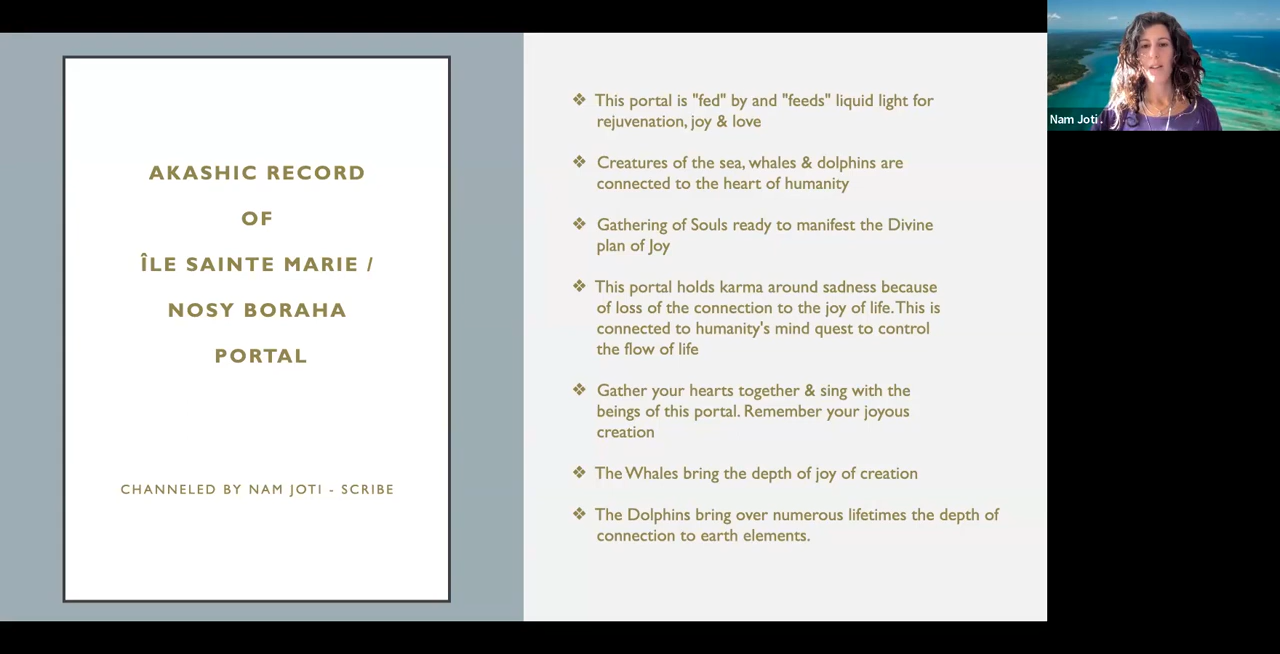 AKASHIC RECORD
OF
ÎLE SAINTE MARIE /
NOSY BORAHA
PORTAL
CHANNELED BY NAM JOTI - SCRIBE
❖ This portal is "fed" by and "feeds" liquid light for
rejuvenation, joy & love
❖ Creatures of the sea, whales & dolphins are
connected to the heart of humanity
❖ Gathering of Souls ready to manifest the Divine
plan of Joy
❖ This portal holds karma around sadness because
of loss of the connection to the joy of life. This is
connected to humanity's mind quest to control
the flow of life
❖ Gather your hearts together & sing with the
beings of this portal. Remember your joyous
creation
❖ The Whales bring the depth of joy of creation
❖ The Dolphins bring over numerous lifetimes the depth of
connection to earth elements.
Nam Joti .